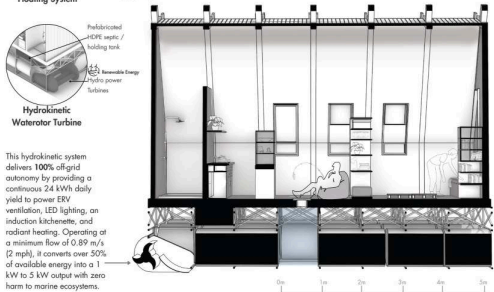 Floating System
Prefabricated
HDPE septic /
holding tank
Renewable Energy
Hydro power
Turbines
Hydrokinetic
Waterotor Turbine
This hydrokinetic system
delivers 100% off-grid
autonomy by providing a
continuous 24 kWh daily
yield to power ERV
ventilation, LED lighting, an
induction kitchenette, and
radiant heating. Operating at
a minimum flow of 0.89 m/s
(2 mph), it converts over 50%
of available energy into a 1
kW to 5 kW output with zero
harm to marine ecosystems.
0m
1m
2m
3m
4m
5m